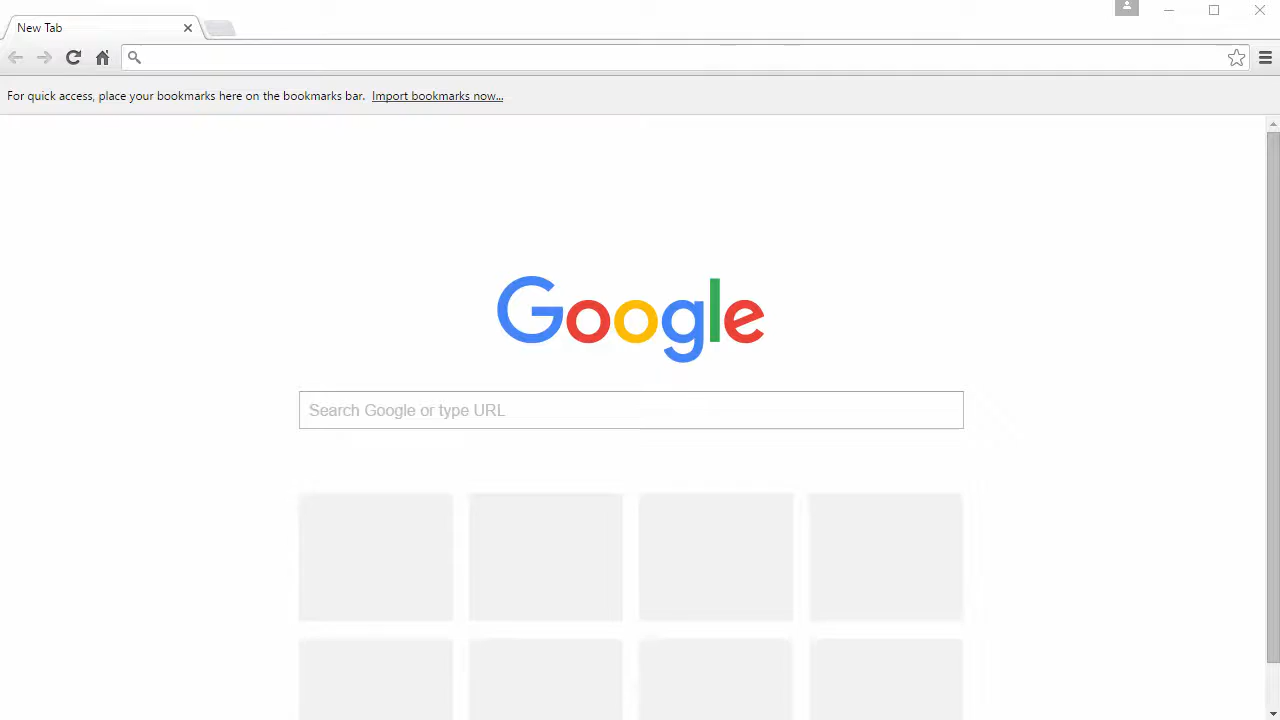 New Tab
For quick access, place your bookmarks here on the bookmarks bar. Import bookmarks now...
Google
Search Google or type URL